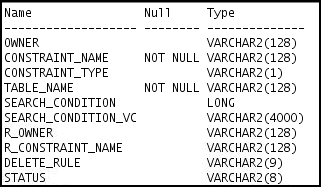 Name                Null     Type
------------------- -------- --------------
OWNER                        VARCHAR2(128)
CONSTRAINT_NAME     NOT NULL VARCHAR2(128)
CONSTRAINT_TYPE              VARCHAR2(1)
TABLE_NAME          NOT NULL VARCHAR2(128)
SEARCH_CONDITION             LONG
SEARCH_CONDITION_VC          VARCHAR2(4000)
R_OWNER                      VARCHAR2(128)
R_CONSTRAINT_NAME            VARCHAR2(128)
DELETE_RULE                  VARCHAR2(9)
STATUS                       VARCHAR2(8)